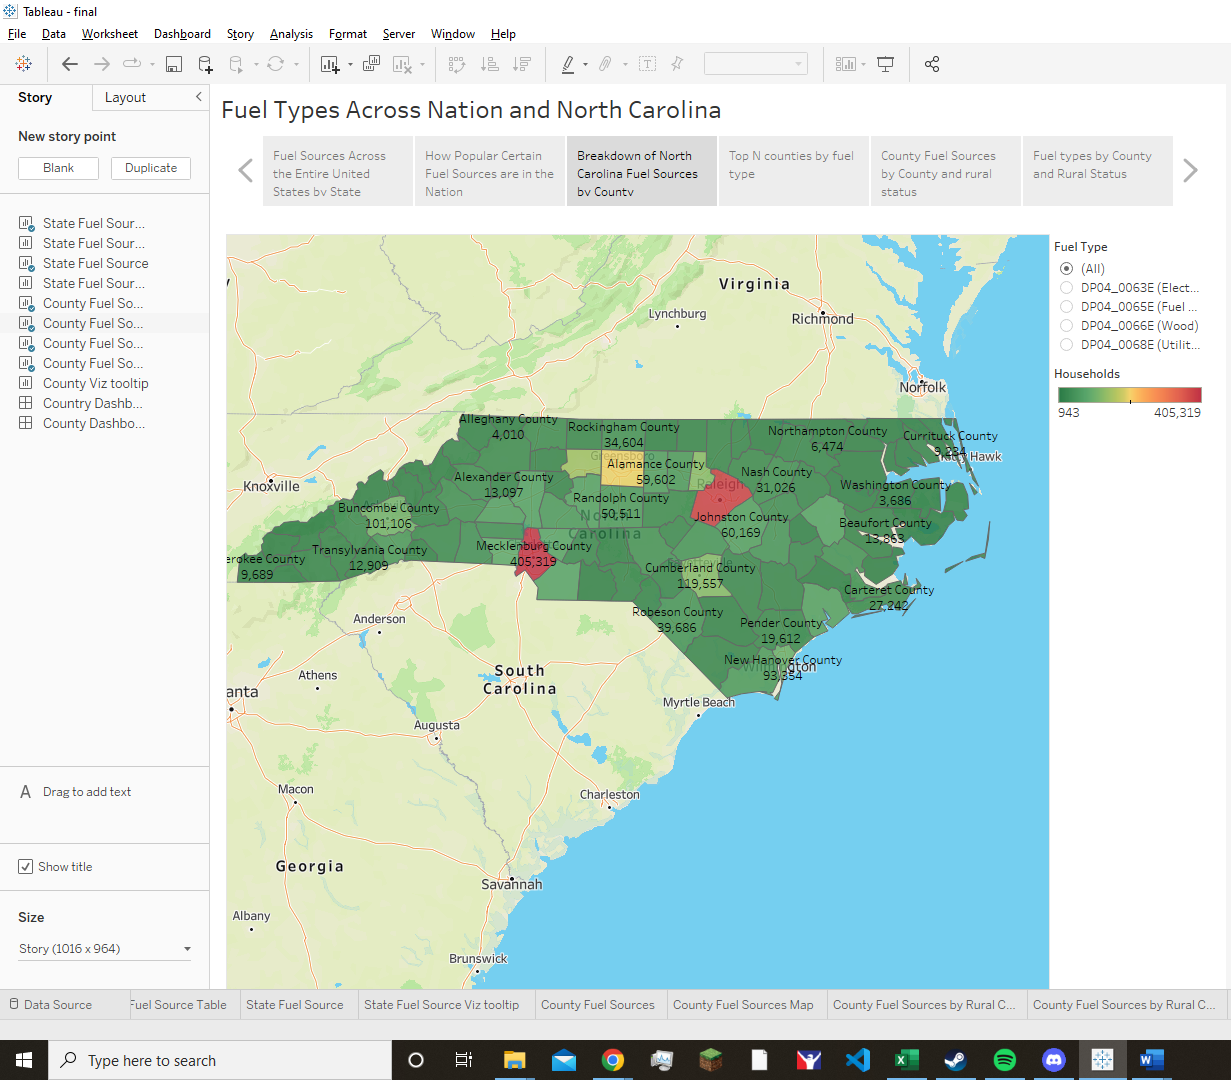 Tableau - final
File Data Worksheet Dashboard Story Analysis Format Server Window Help
Story Layout
New story point
Blank Duplicate
State Fuel Sour...
State Fuel Sour...
State Fuel Source
State Fuel Sour...
County Fuel So...
County Fuel So...
County Fuel So...
County Fuel So...
County Viz tooltip
Country Dashb...
County Dashbo...
A Drag to add text
Show title
Size
Story (1016 x 964)
Fuel Types Across Nation and North Carolina
Fuel Sources Across
the Entire United
States by State
How Popular Certain
Fuel Sources are in the
Nation
Breakdown of North
Carolina Fuel Sources
by County
Top N counties by fuel
type
County Fuel Sources
by County and rural
status
Fuel types by County
and Rural Status
Virginia
Lynchburg
Richmond
Norfolk
Alleghany County
4,010
Rockingham County
34,604
Northampton County
6,474
Currituck County
9,234
Kitty Hawk
Greensboro
Alamance County
59,602
Knoxville
Alexander County
13,097
Raleigh
Nash County
31,026
Washington County
3,686
Randolph County
50,511
Buncombe County
101,106
North
Carolina
Johnston County
60,169
Beaufort County
13,863
Mecklenburg County
405,319
Transylvania County
12,909
erokee County
9,689
Cumberland County
119,557
Carteret County
27,242
Robeson County
39,686
Pender County
19,612
New Hanover County
93,354
Wilmington
Anderson
Athens
anta
South
Carolina
Myrtle Beach
Augusta
Macon
Charleston
Georgia
Savannah
Albany
Brunswick
Fuel Type
(All)
DP04_0063E (Elect...
DP04_0065E (Fuel ...
DP04_0066E (Wood)
DP04_0068E (Utilit...
Households
943 405,319
Data Source Fuel Source Table State Fuel Source State Fuel Source Viz tooltip County Fuel Sources County Fuel Sources Map County Fuel Sources by Rural C... County Fuel Sources by Rural C...
Type here to search